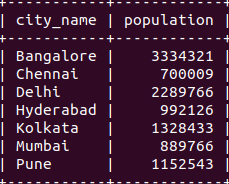 | city_name | population |
| Bangalore | 3334321 |
| Chennai | 700009 |
| Delhi | 2289766 |
| Hyderabad | 992126 |
| Kolkata | 1328433 |
| Mumbai | 889766 |
| Pune | 1152543 |